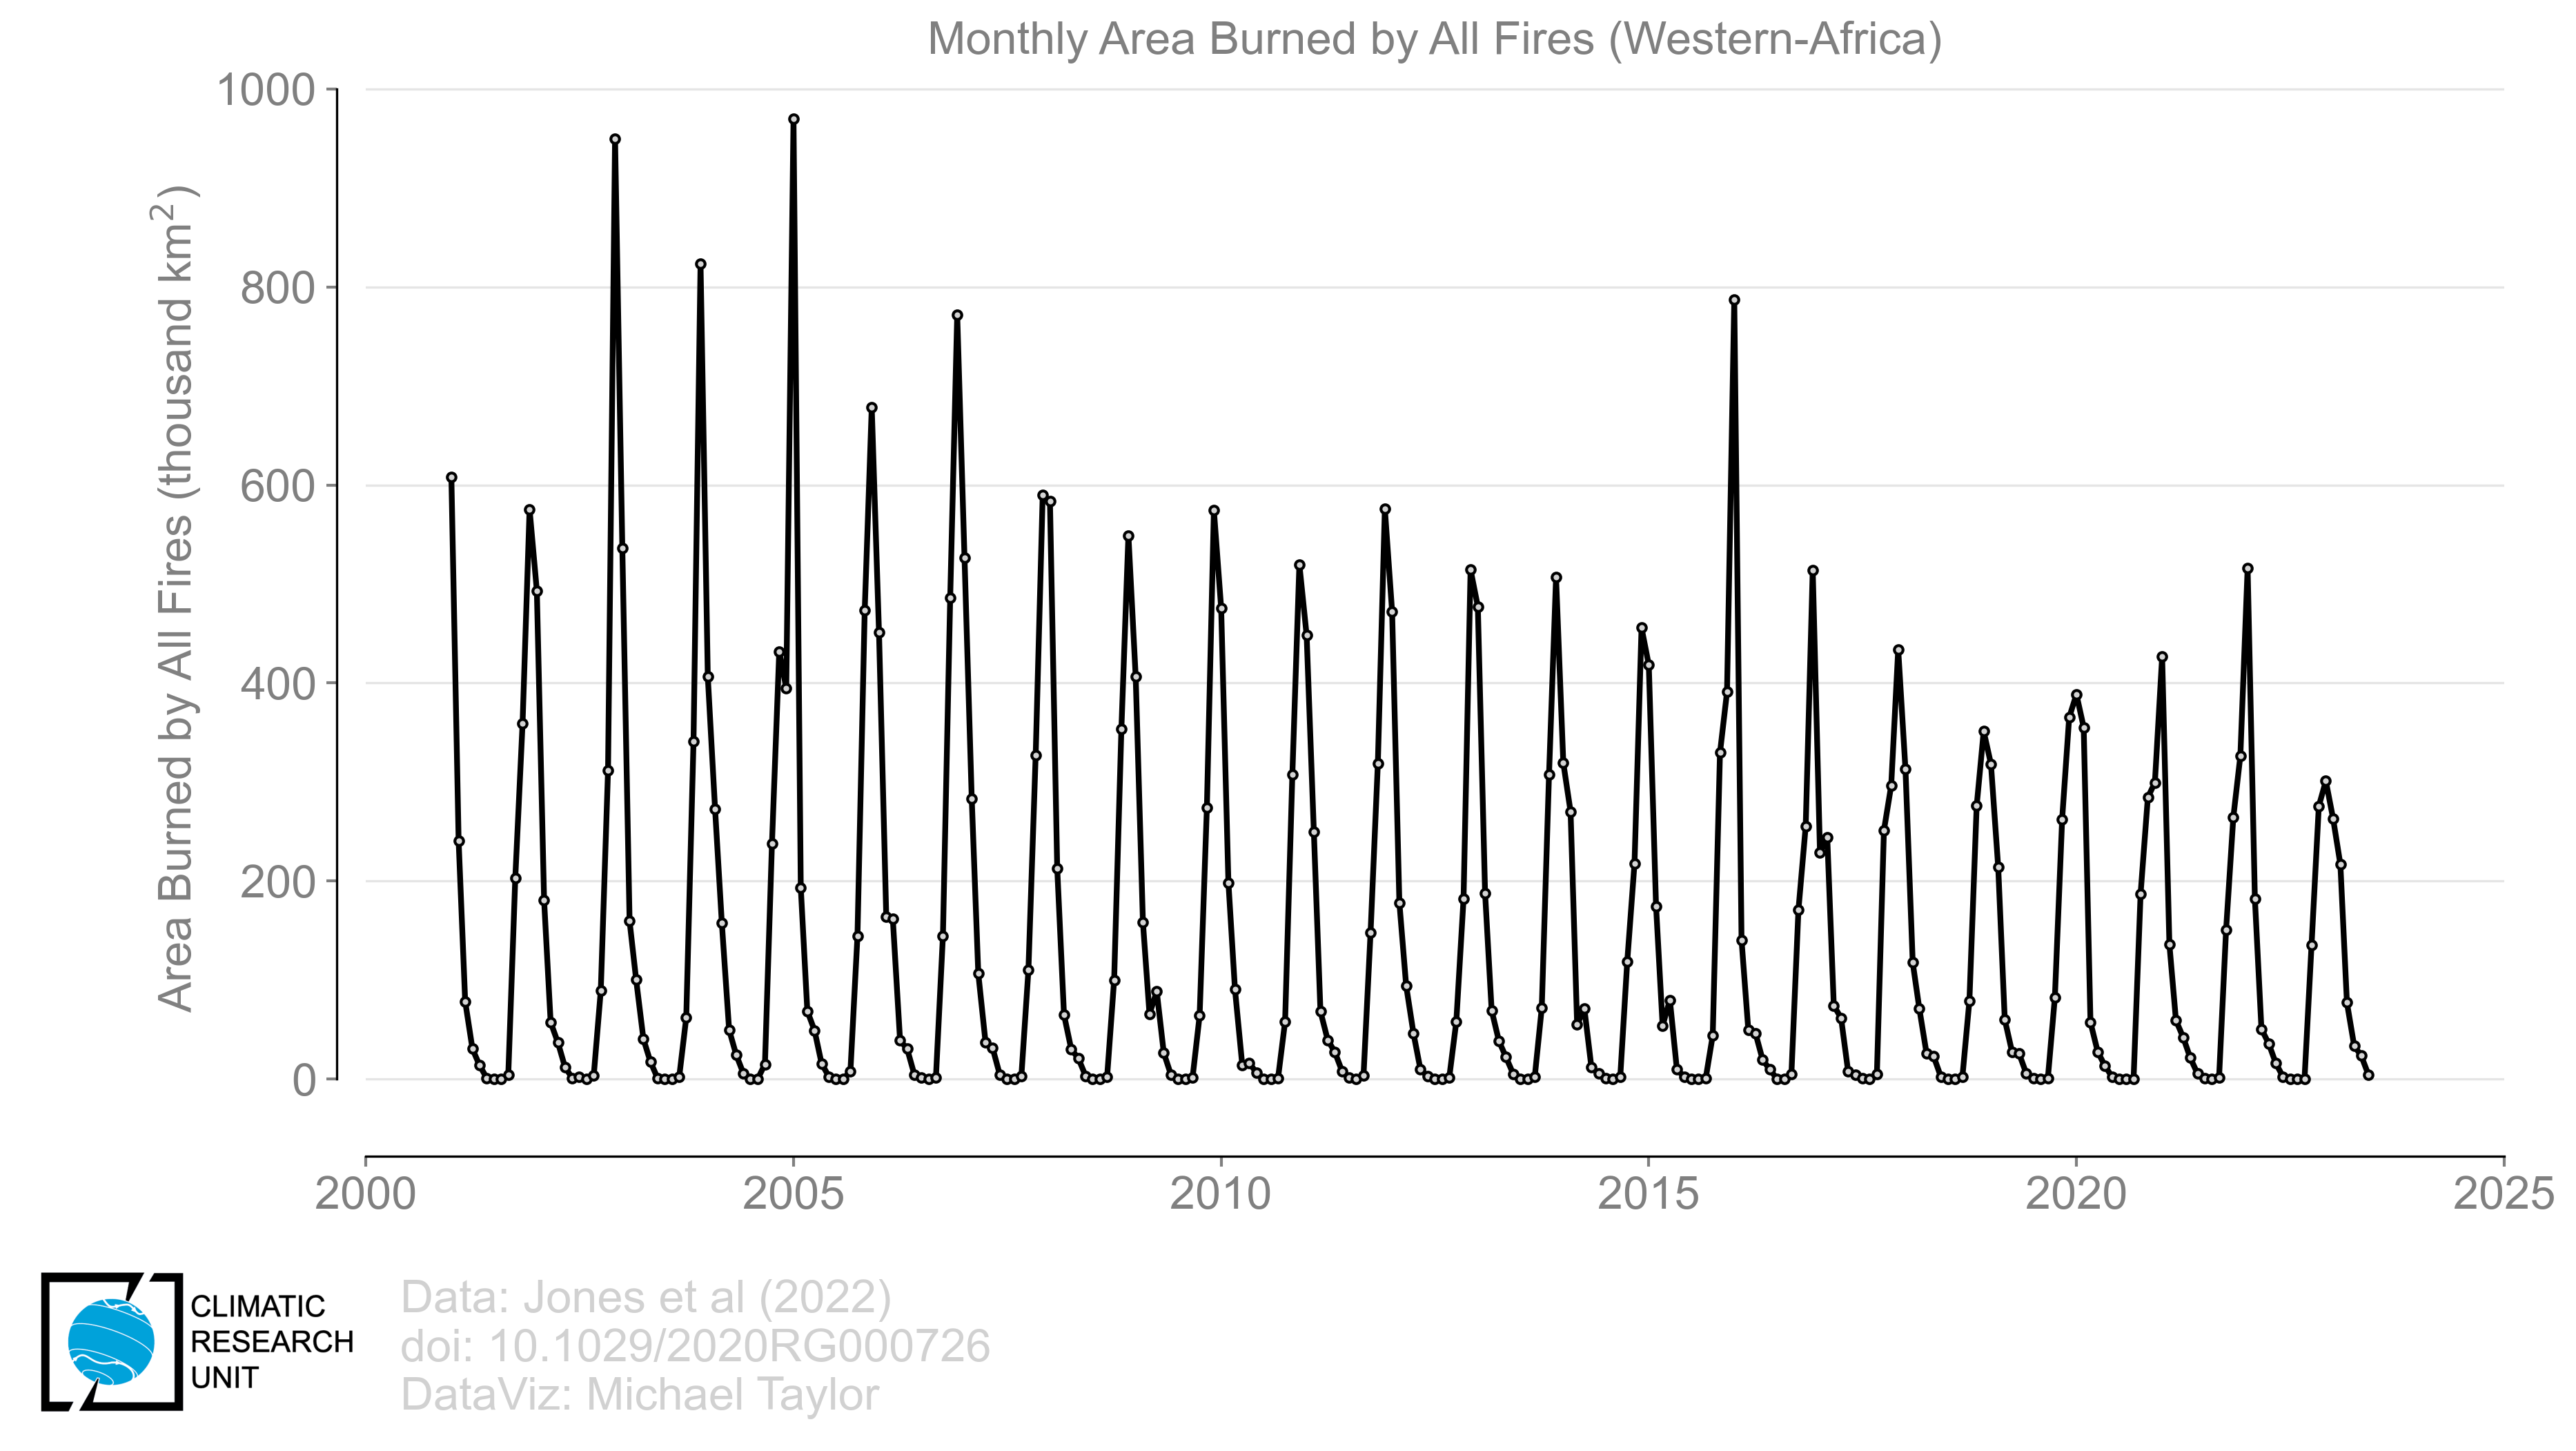 Monthly Area Burned by All Fires (Western-Africa)
Area Burned by All Fires (thousand km²)
1000
800
600
400
200
0
2000
2005
2010
2015
2020
2025
CLIMATIC
RESEARCH
UNIT
Data: Jones et al (2022)
doi: 10.1029/2020RG000726
DataViz: Michael Taylor